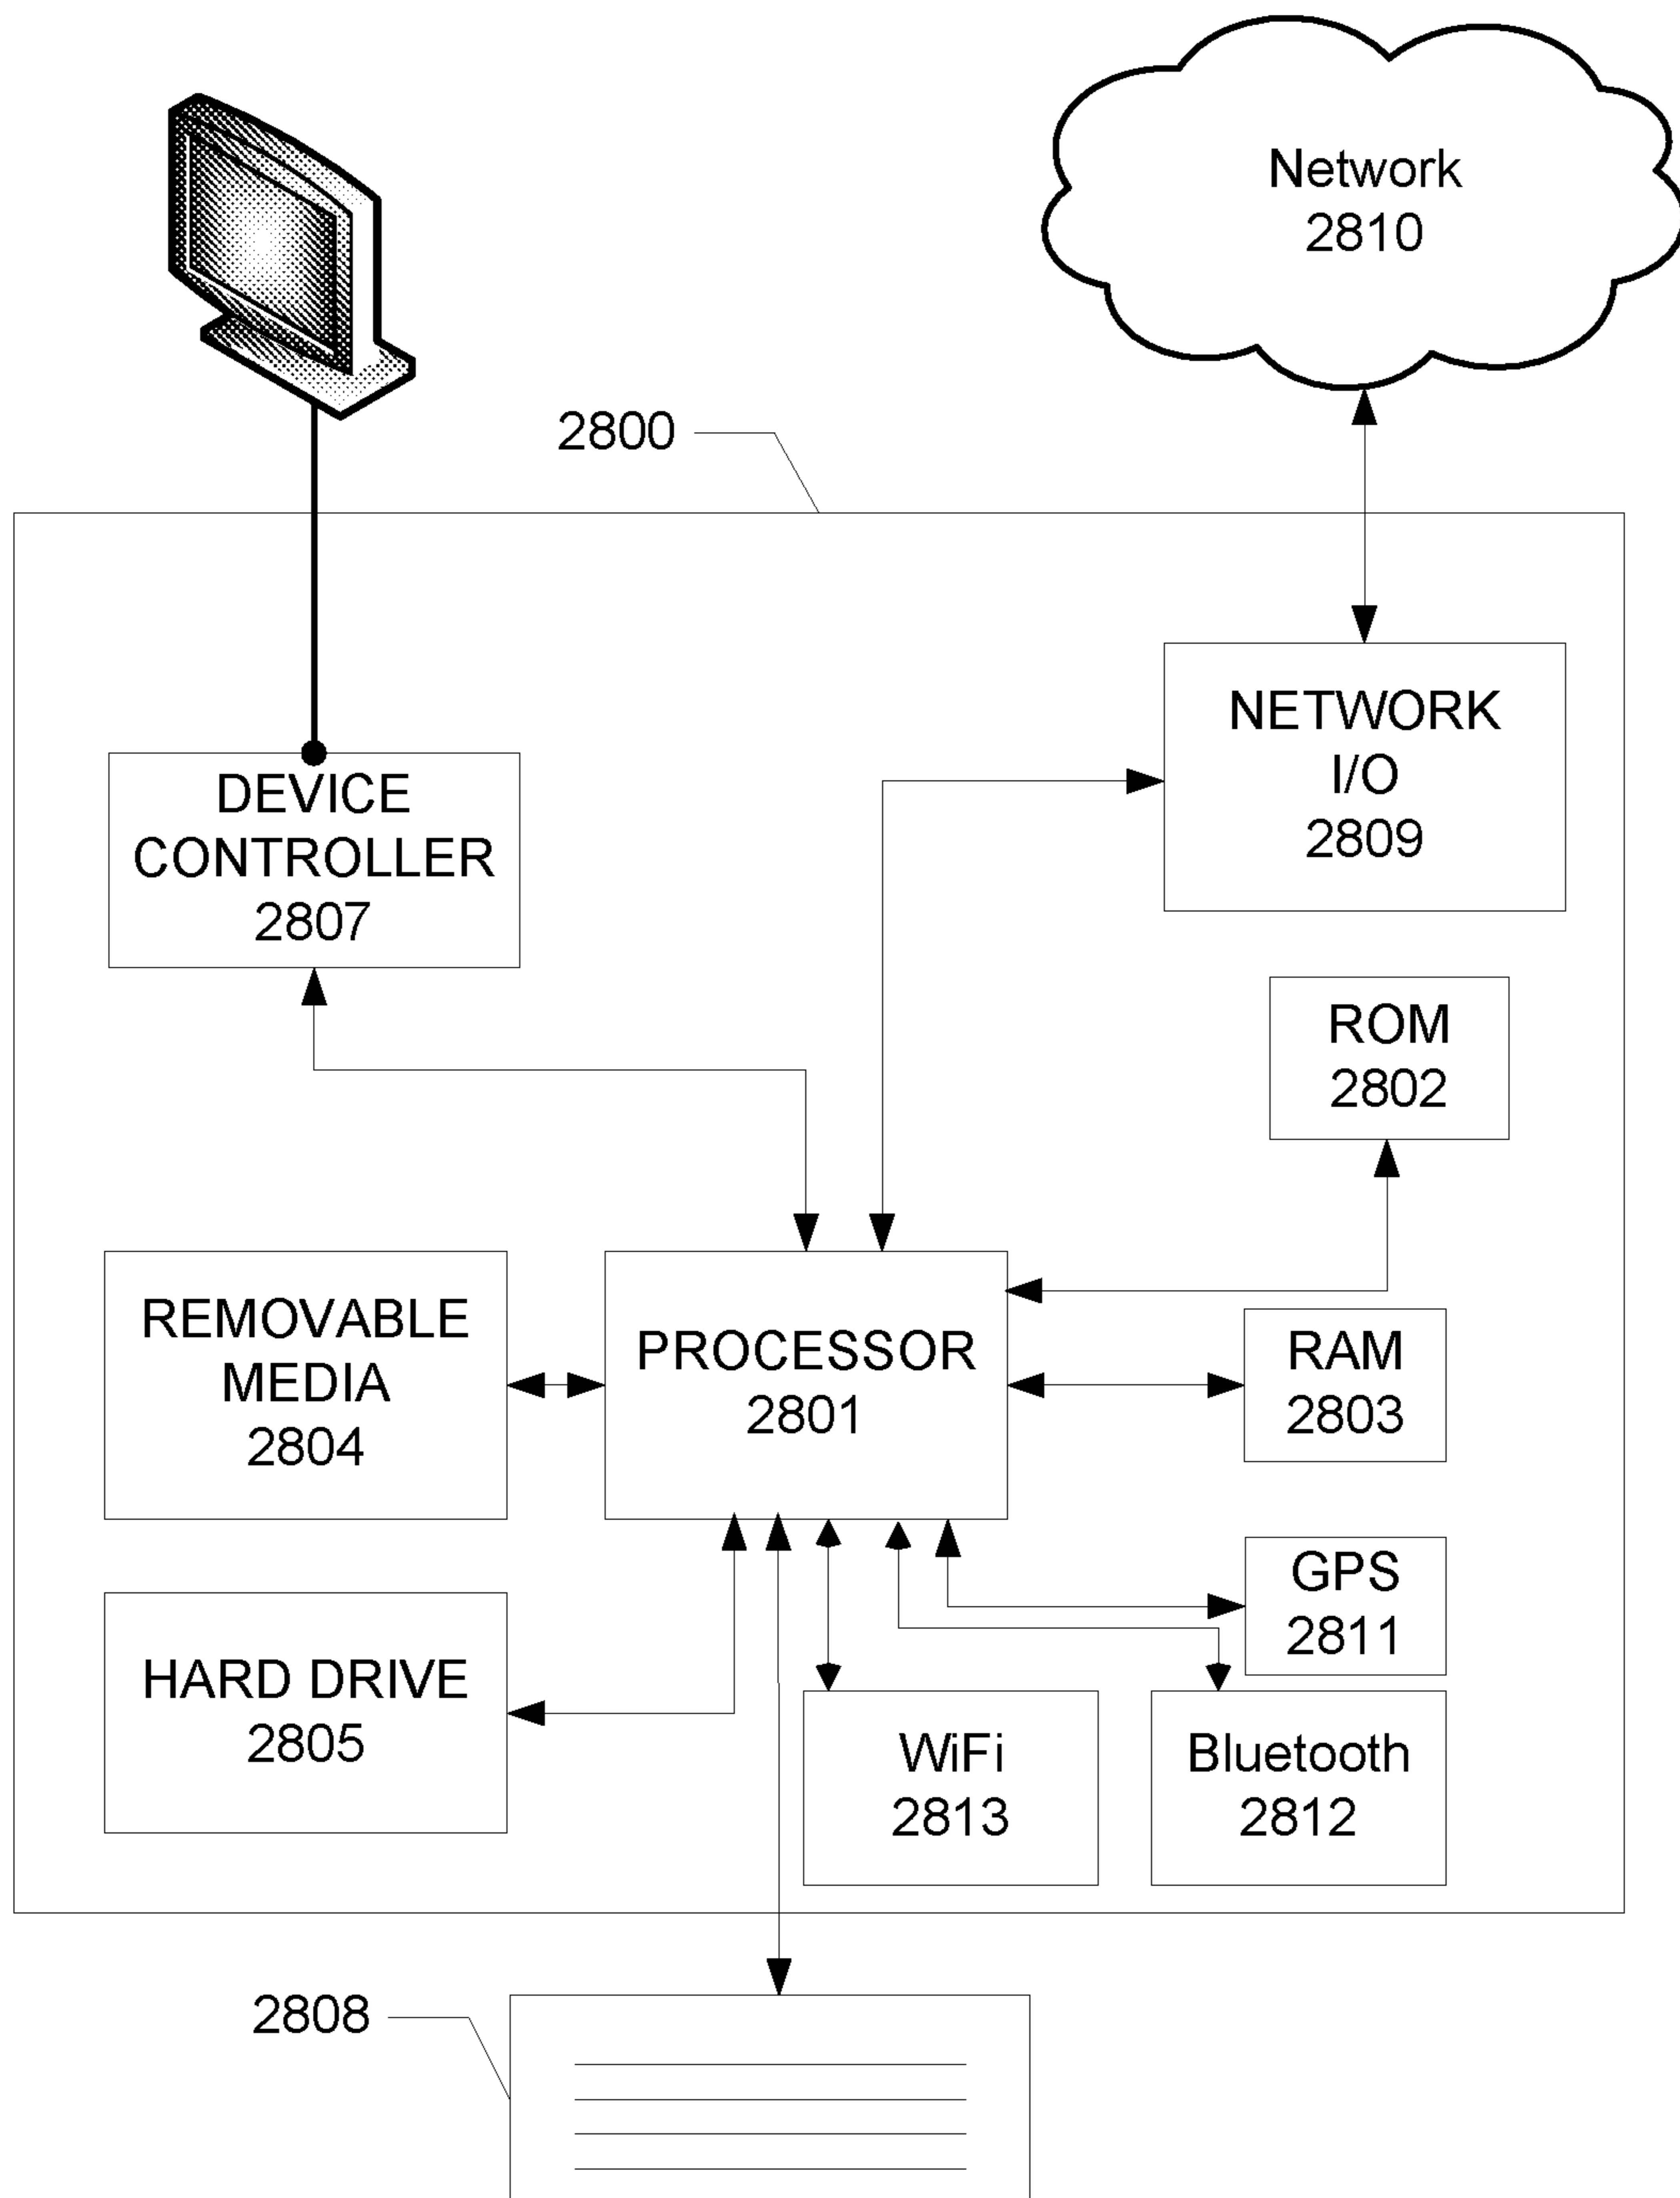 Network
2810
2800
NETWORK
I/O
2809
DEVICE
CONTROLLER
2807
ROM
2802
REMOVABLE
MEDIA
2804
PROCESSOR
2801
RAM
2803
GPS
2811
HARD DRIVE
2805
WiFi
2813
Bluetooth
2812
2808